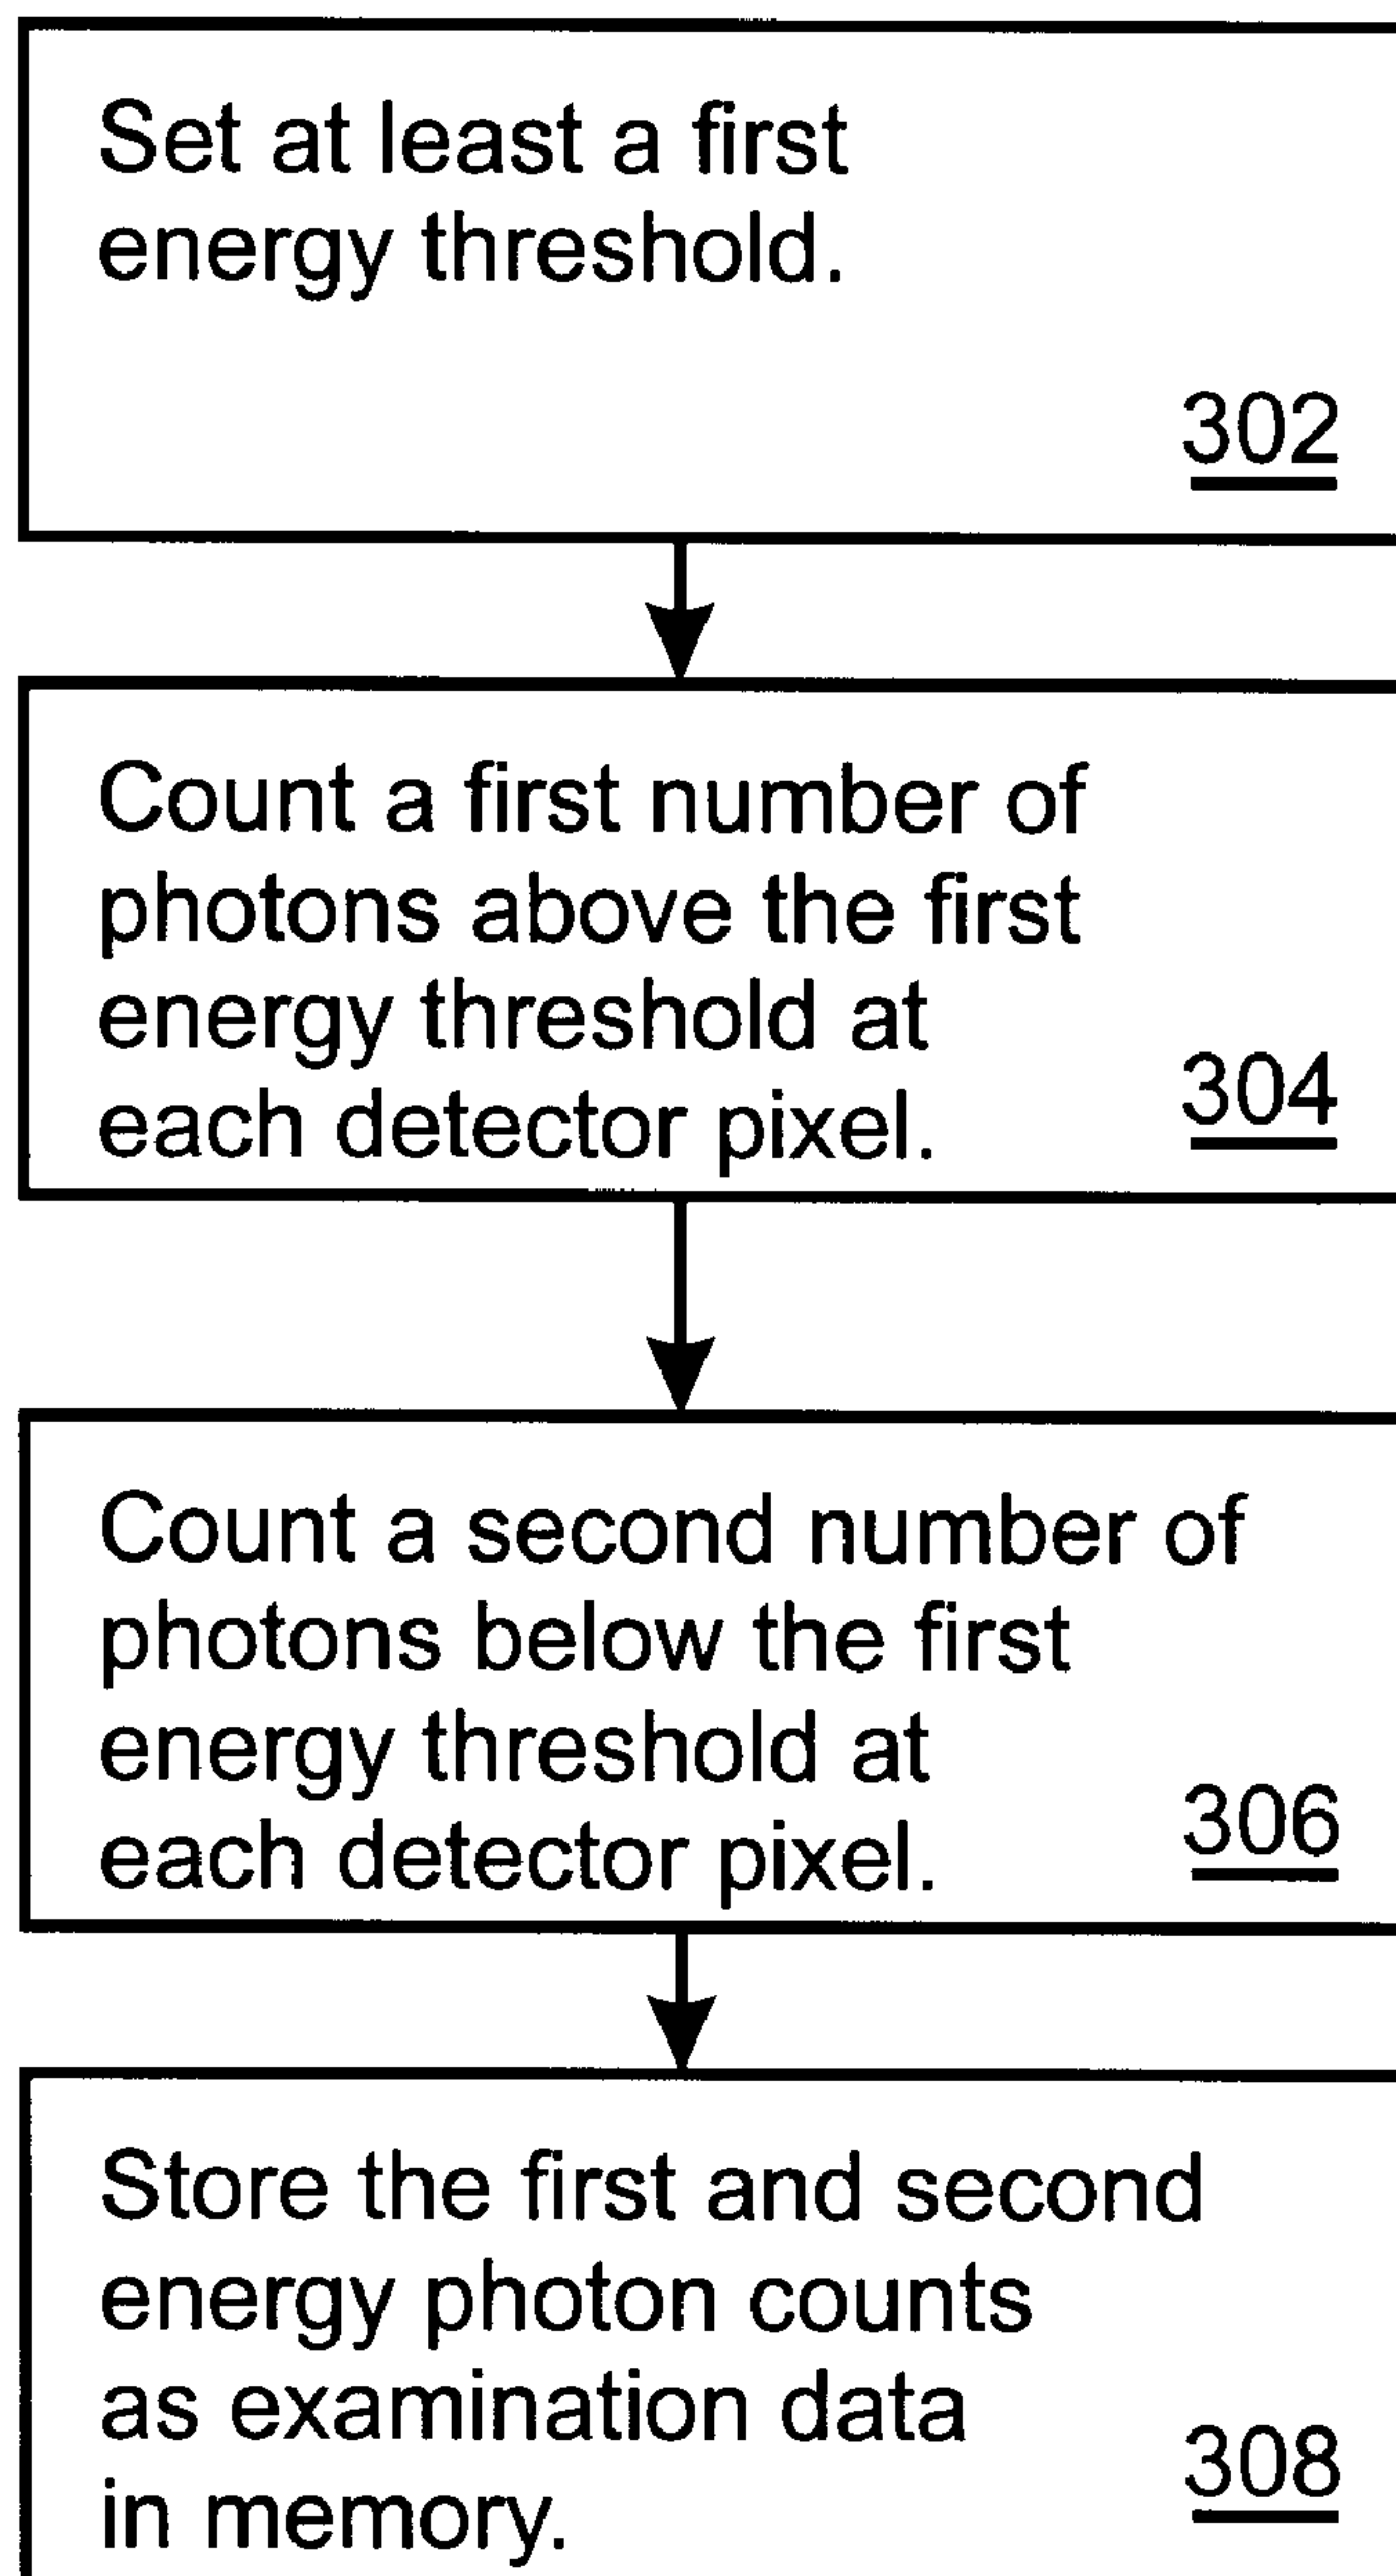 Set at least a first
energy threshold.
302
Count a first number of
photons above the first
energy threshold at
each detector pixel.
304
Count a second number of
photons below the first
energy threshold at
each detector pixel.
306
Store the first and second
energy photon counts
as examination data
in memory.
308